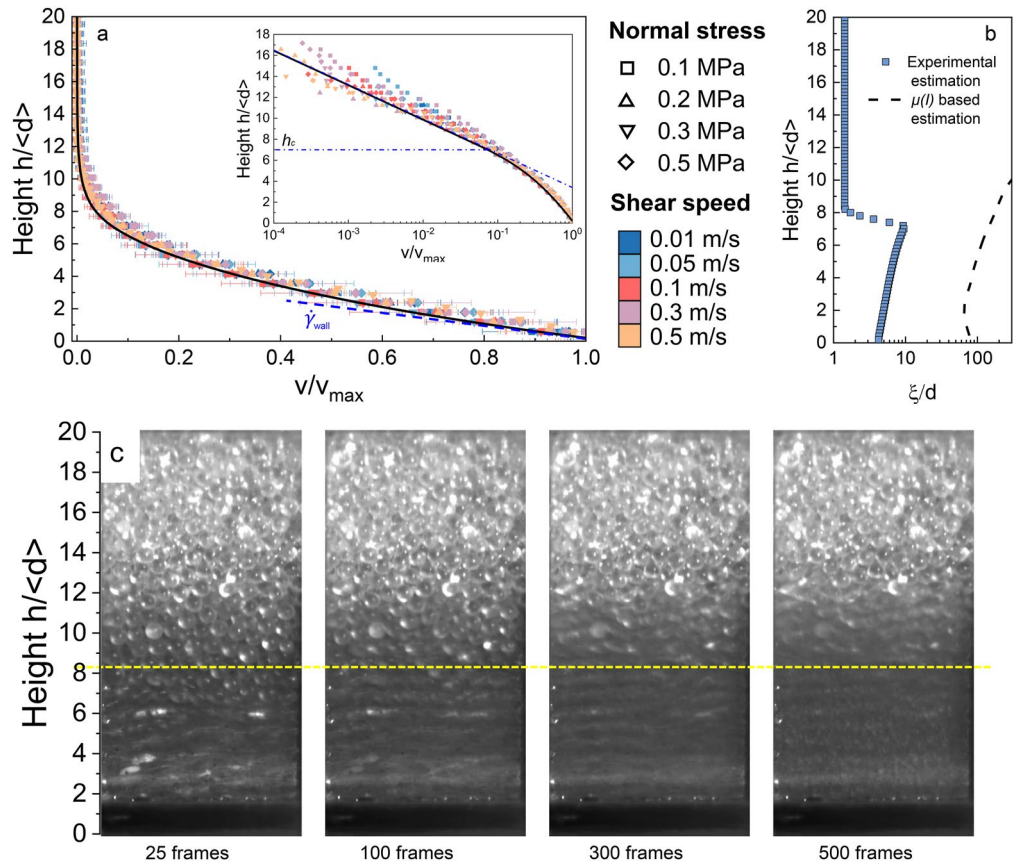 a
Height h/<d>
20
18
16
14
12
10
8
6
4
2
0
0.0
0.2
0.4
0.6
0.8
1.0
v/vmax
γ̇wall
Height h/<d>
18
16
14
12
10
8
6
4
2
0
hc
10-4
10-3
10-2
10-1
100
v/vmax
Normal stress
0.1 MPa
0.2 MPa
0.3 MPa
0.5 MPa
Shear speed
0.01 m/s
0.05 m/s
0.1 m/s
0.3 m/s
0.5 m/s
b
Experimental
estimation
μ(I) based
estimation
Height h/<d>
20
18
16
14
12
10
8
6
4
2
0
1
10
100
ξ/d
c
Height h/<d>
20
18
16
14
12
10
8
6
4
2
0
25 frames
100 frames
300 frames
500 frames